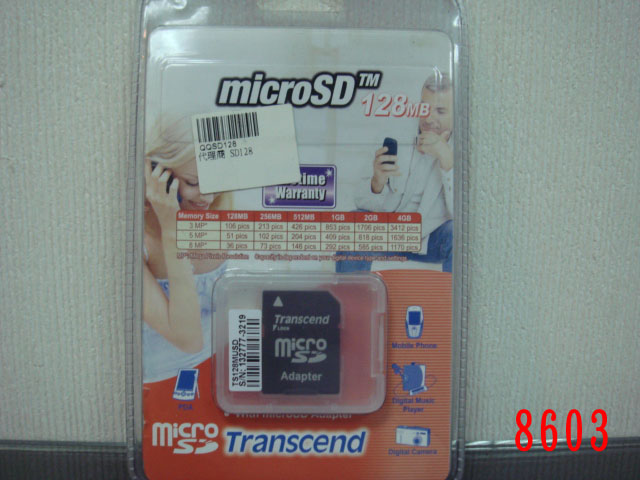 microSD™
128MB
QQSD128
代理商 SD128
Warranty
Memory Size 128MB 256MB 512MB 1GB 2GB 4GB
3 MP* 106 pics 213 pics 426 pics 853 pics 1706 pics 3412 pics
5 MP* 51 pics 102 pics 204 pics 409 pics 818 pics 1636 pics
8 MP* 36 pics 73 pics 146 pics 292 pics 585 pics 1170 pics
TS128MUSD
S/N: 132777-3219
Transcend
Lock
micro
SD
Adapter
Mobile Phone
Digital Music
Player
PDA
Digital Camera
micro
SD
Transcend
8603